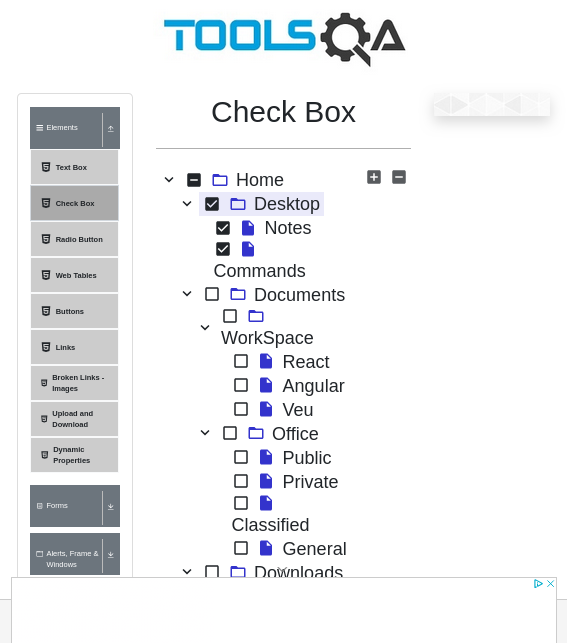 TOOLSQA
Check Box
Elements
Text Box
Check Box
Radio Button
Web Tables
Buttons
Links
Broken Links -
Images
Upload and
Download
Dynamic
Properties
Forms
Alerts, Frame &
Windows
Home
Desktop
Notes
Commands
Documents
WorkSpace
React
Angular
Veu
Office
Public
Private
Classified
General
Downloads